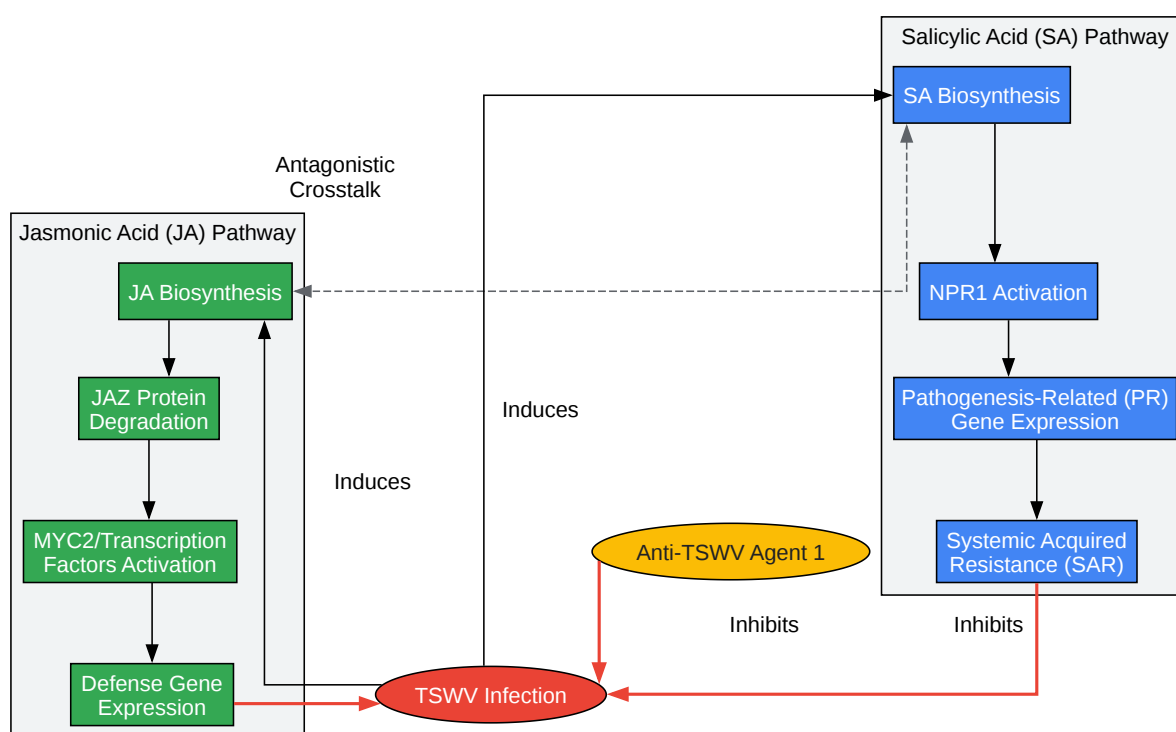 Salicylic Acid (SA) Pathway
SA Biosynthesis
Antagonistic
Crosstalk
Jasmonic Acid (JA) Pathway
JA Biosynthesis
NPR1 Activation
JAZ Protein
Degradation
Induces
Pathogenesis-Related (PR)
Gene Expression
Induces
MYC2/Transcription
Factors Activation
Anti-TSWV Agent 1
Systemic Acquired
Resistance (SAR)
Inhibits
Inhibits
Defense Gene
Expression
TSWV Infection